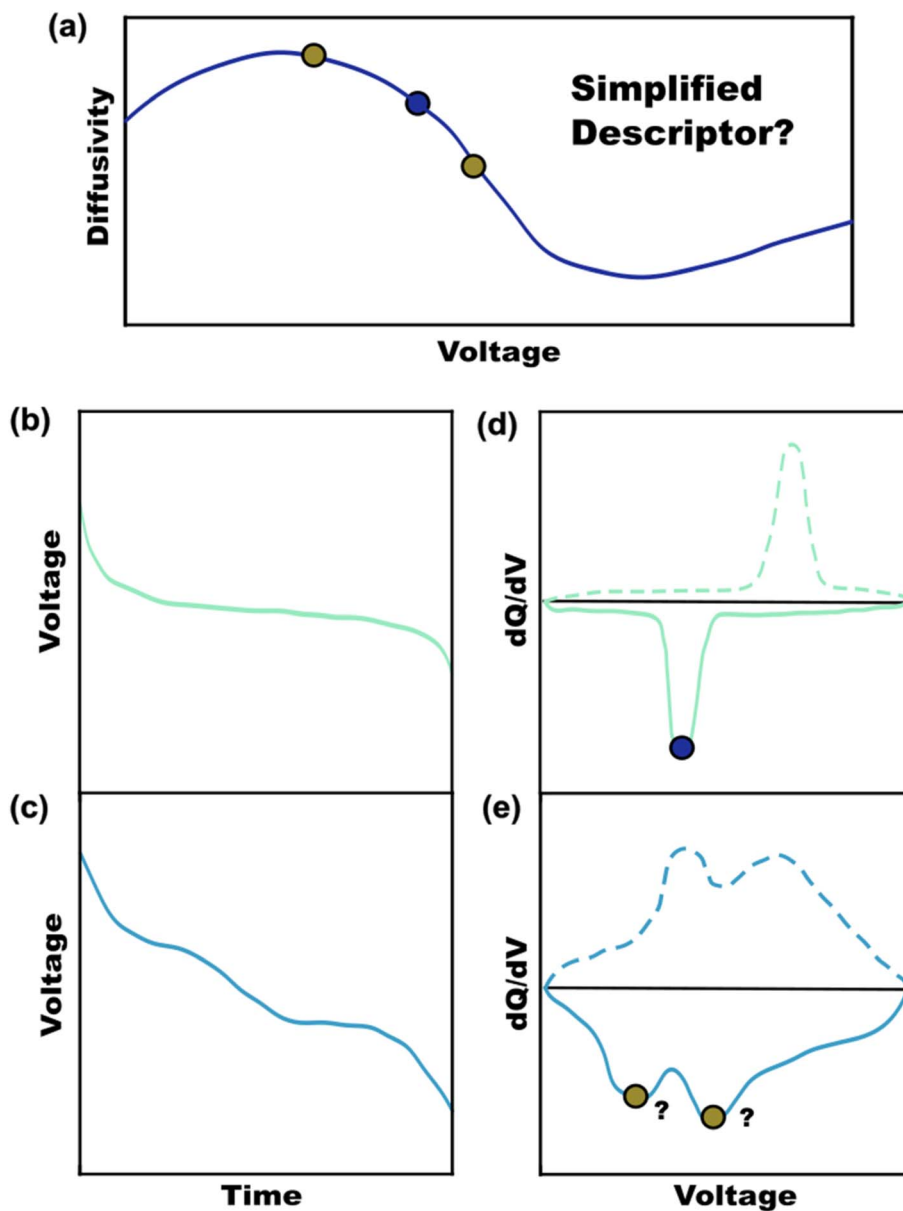 (a)
Diffusivity
Simplified
Descriptor?
Voltage
(b)
Voltage
(d)
dQ/dV
(c)
Voltage
Time
(e)
dQ/dV
?
?
Voltage